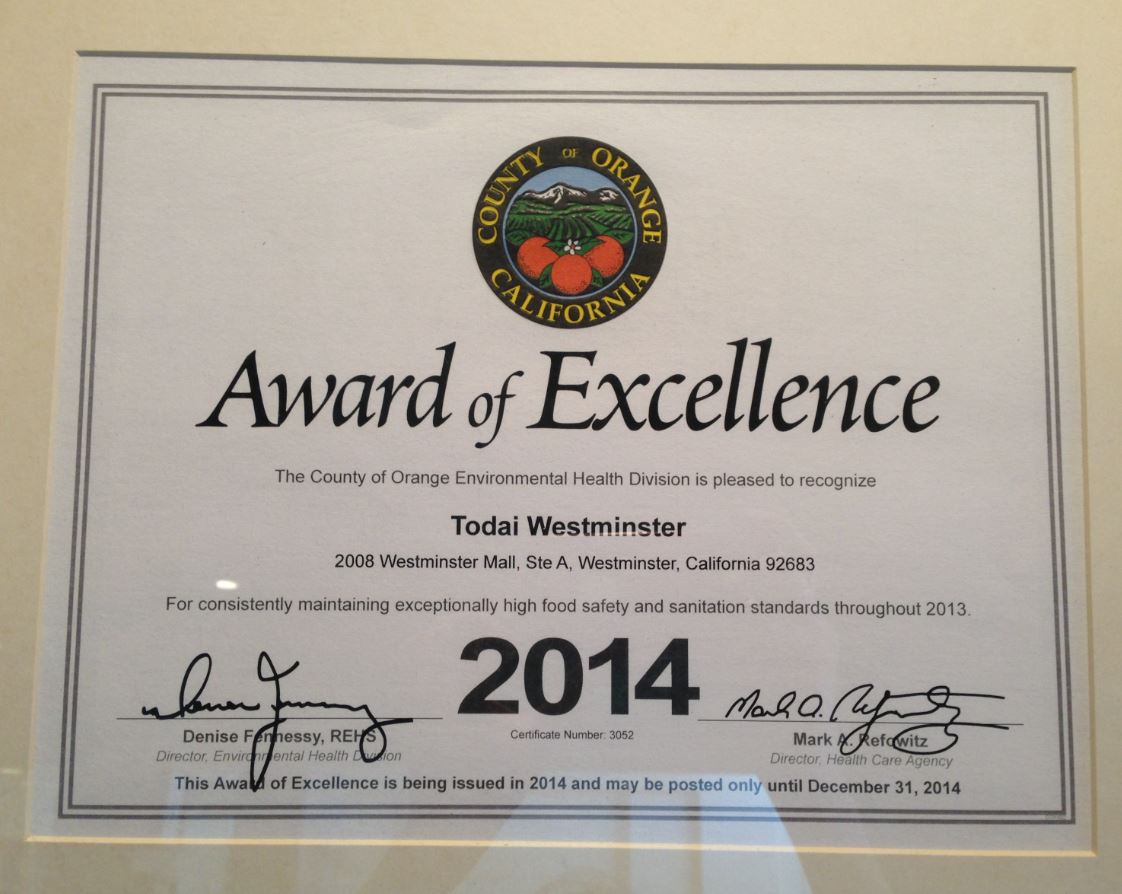 COUNTY OF ORANGE
CALIFORNIA
Award of Excellence
The County of Orange Environmental Health Division is pleased to recognize
Todai Westminster
2008 Westminster Mall, Ste A, Westminster, California 92683
For consistently maintaining exceptionally high food safety and sanitation standards throughout 2013.
2014
Mark A. Refowitz
Denise Fennessy, REHS
Director, Environmental Health Division
Certificate Number: 3052
Mark A. Refowitz
Director, Health Care Agency
This Award of Excellence is being issued in 2014 and may be posted only until December 31, 2014